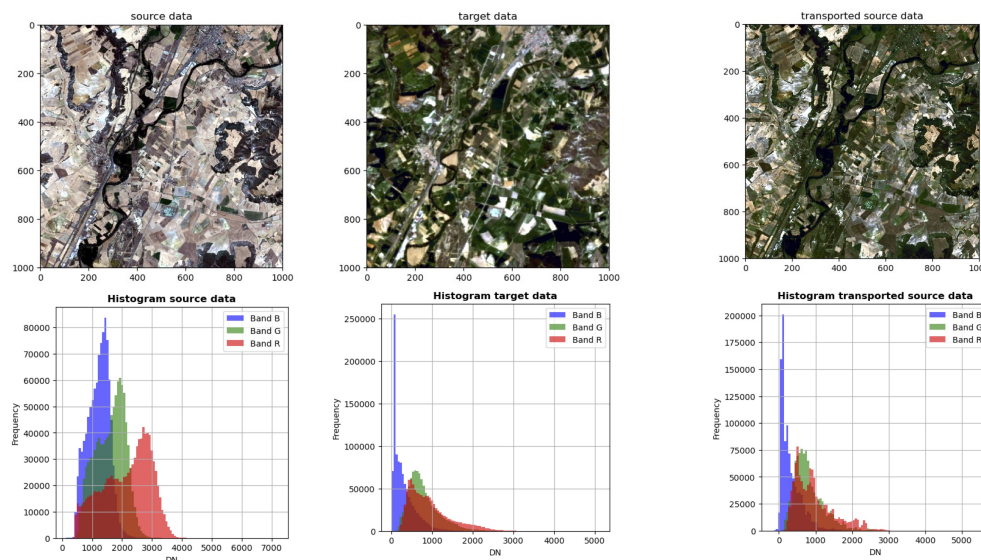 source data
target data
transported source data
0
200
400
600
800
1000
0 200 400 600 800 1000
0
200
400
600
800
1000
0 200 400 600 800 1000
0
200
400
600
800
1000
0 200 400 600 800 1000
Histogram source data
Histogram target data
Histogram transported source data
Frequency
80000
70000
60000
50000
40000
30000
20000
10000
0
Band B
Band G
Band R
0 1000 2000 3000 4000 5000 6000 7000
DN
Frequency
250000
200000
150000
100000
50000
0
Band B
Band G
Band R
0 1000 2000 3000 4000 5000
DN
Frequency
200000
175000
150000
125000
100000
75000
50000
25000
0
Band B
Band G
Band R
0 1000 2000 3000 4000 5000
DN